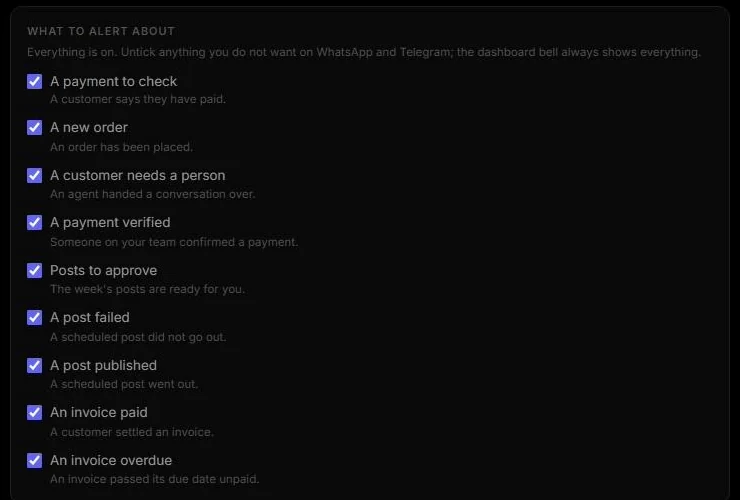 WHAT TO ALERT ABOUT
Everything is on. Untick anything you do not want on WhatsApp and Telegram; the dashboard bell always shows everything.
A payment to check
A customer says they have paid.
A new order
An order has been placed.
A customer needs a person
An agent handed a conversation over.
A payment verified
Someone on your team confirmed a payment.
Posts to approve
The week's posts are ready for you.
A post failed
A scheduled post did not go out.
A post published
A scheduled post went out.
An invoice paid
A customer settled an invoice.
An invoice overdue
An invoice passed its due date unpaid.